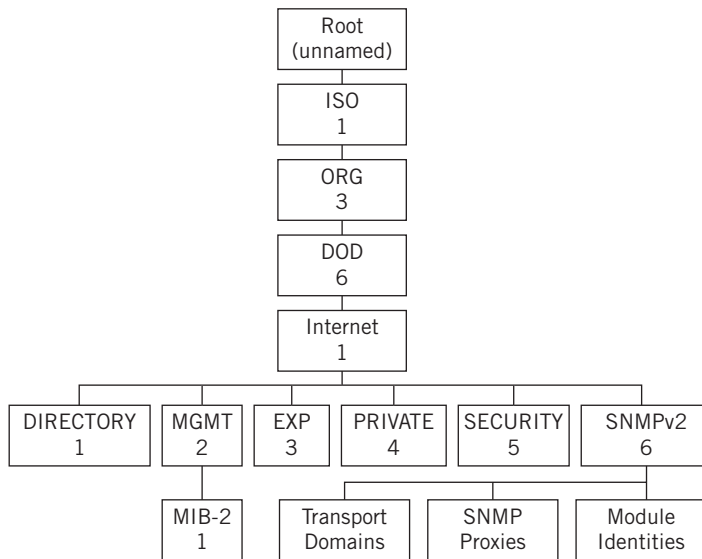 Root
(unnamed)
ISO
1
ORG
3
DOD
6
Internet
1
DIRECTORY
1
MGMT
2
EXP
3
PRIVATE
4
SECURITY
5
SNMPv2
6
MIB-2
1
Transport
Domains
SNMP
Proxies
Module
Identities